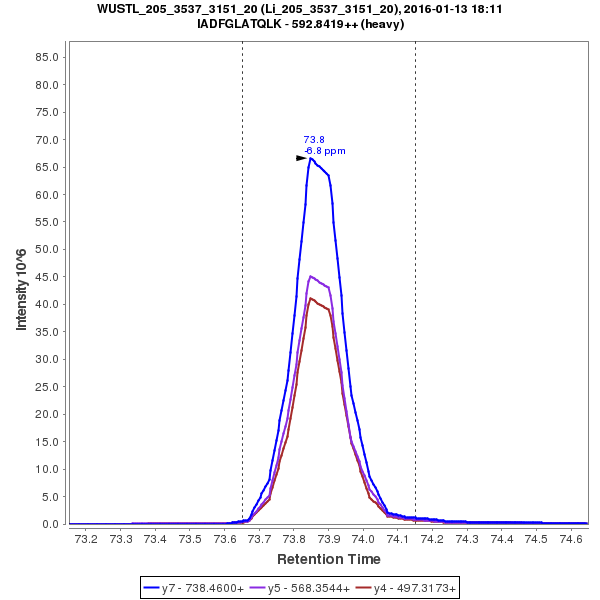 WUSTL_205_3537_3151_20 (Li_205_3537_3151_20), 2016-01-13 18:11
IADFGLATQLK - 592.8419++ (heavy)
85.0
80.0
75.0
70.0
65.0
60.0
55.0
50.0
45.0
40.0
35.0
30.0
25.0
20.0
15.0
10.0
5.0
0.0
Intensity 10^6
73.8
-6.8 ppm
73.2 73.3 73.4 73.5 73.6 73.7 73.8 73.9 74.0 74.1 74.2 74.3 74.4 74.5 74.6
Retention Time
y7 - 738.4600+ y5 - 568.3544+ y4 - 497.3173+